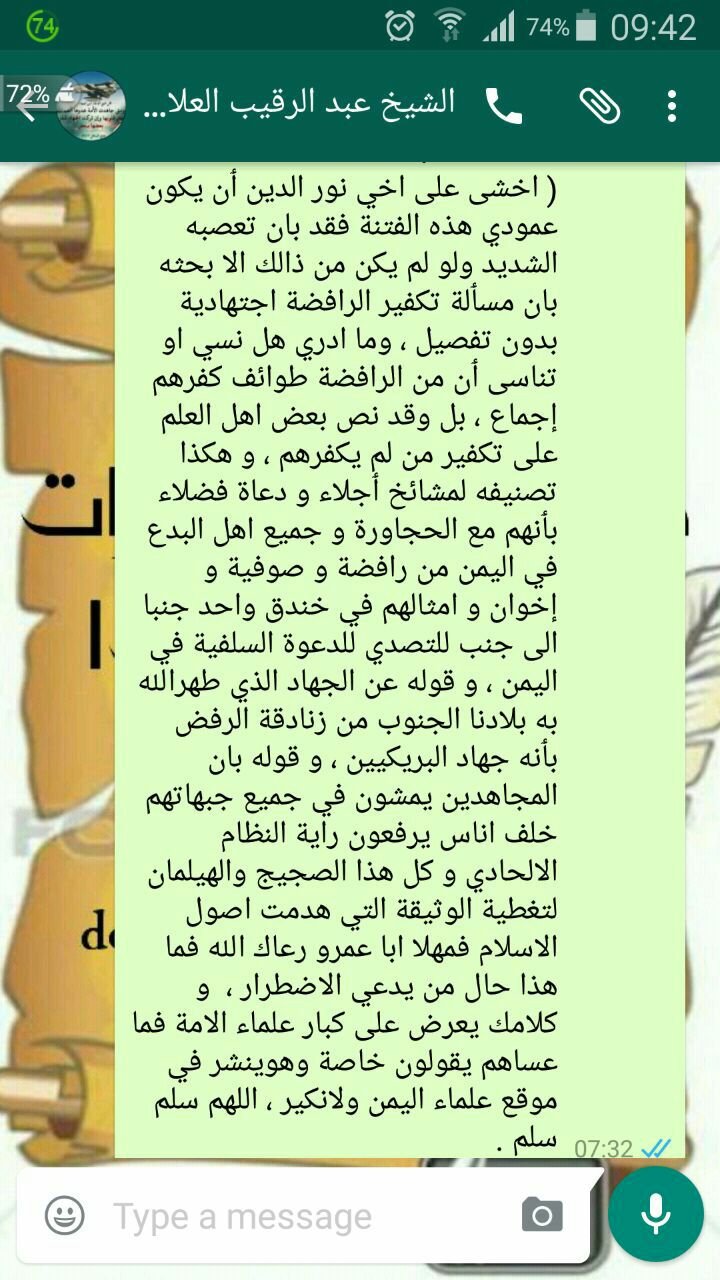 74
74%
09:42
72%
الشيخ عبد الرقيب العلا...
( اخشى على اخي نور الدين أن يكون
عمودي هذه الفتنة فقد بان تعصبه
الشديد ولو لم يكن من ذالك الا بحثه
بان مسألة تكفير الرافضة اجتهادية
بدون تفصيل ، وما ادري هل نسي او
تناسى أن من الرافضة طوائف كفرهم
إجماع ، بل وقد نص بعض اهل العلم
على تكفير من لم يكفرهم ، و هكذا
تصنيفه لمشائخ أجلاء و دعاة فضلاء
بأنهم مع الحجاورة و جميع اهل البدع
في اليمن من رافضة و صوفية و
إخوان و امثالهم في خندق واحد جنبا
الى جنب للتصدي للدعوة السلفية في
اليمن ، و قوله عن الجهاد الذي طهرالله
به بلادنا الجنوب من زنادقة الرفض
بأنه جهاد البريكيين ، و قوله بان
المجاهدين يمشون في جميع جبهاتهم
خلف اناس يرفعون راية النظام
الالحادي و كل هذا الصجيج والهيلمان
لتغطية الوثيقة التي هدمت اصول
الاسلام فمهلا ابا عمرو رعاك الله فما
هذا حال من يدعي الاضطرار ، و
كلامك يعرض على كبار علماء الامة فما
عساهم يقولون خاصة وهوينشر في
موقع علماء اليمن ولانكير ، اللهم سلم
سلم .
07:32
Type a message